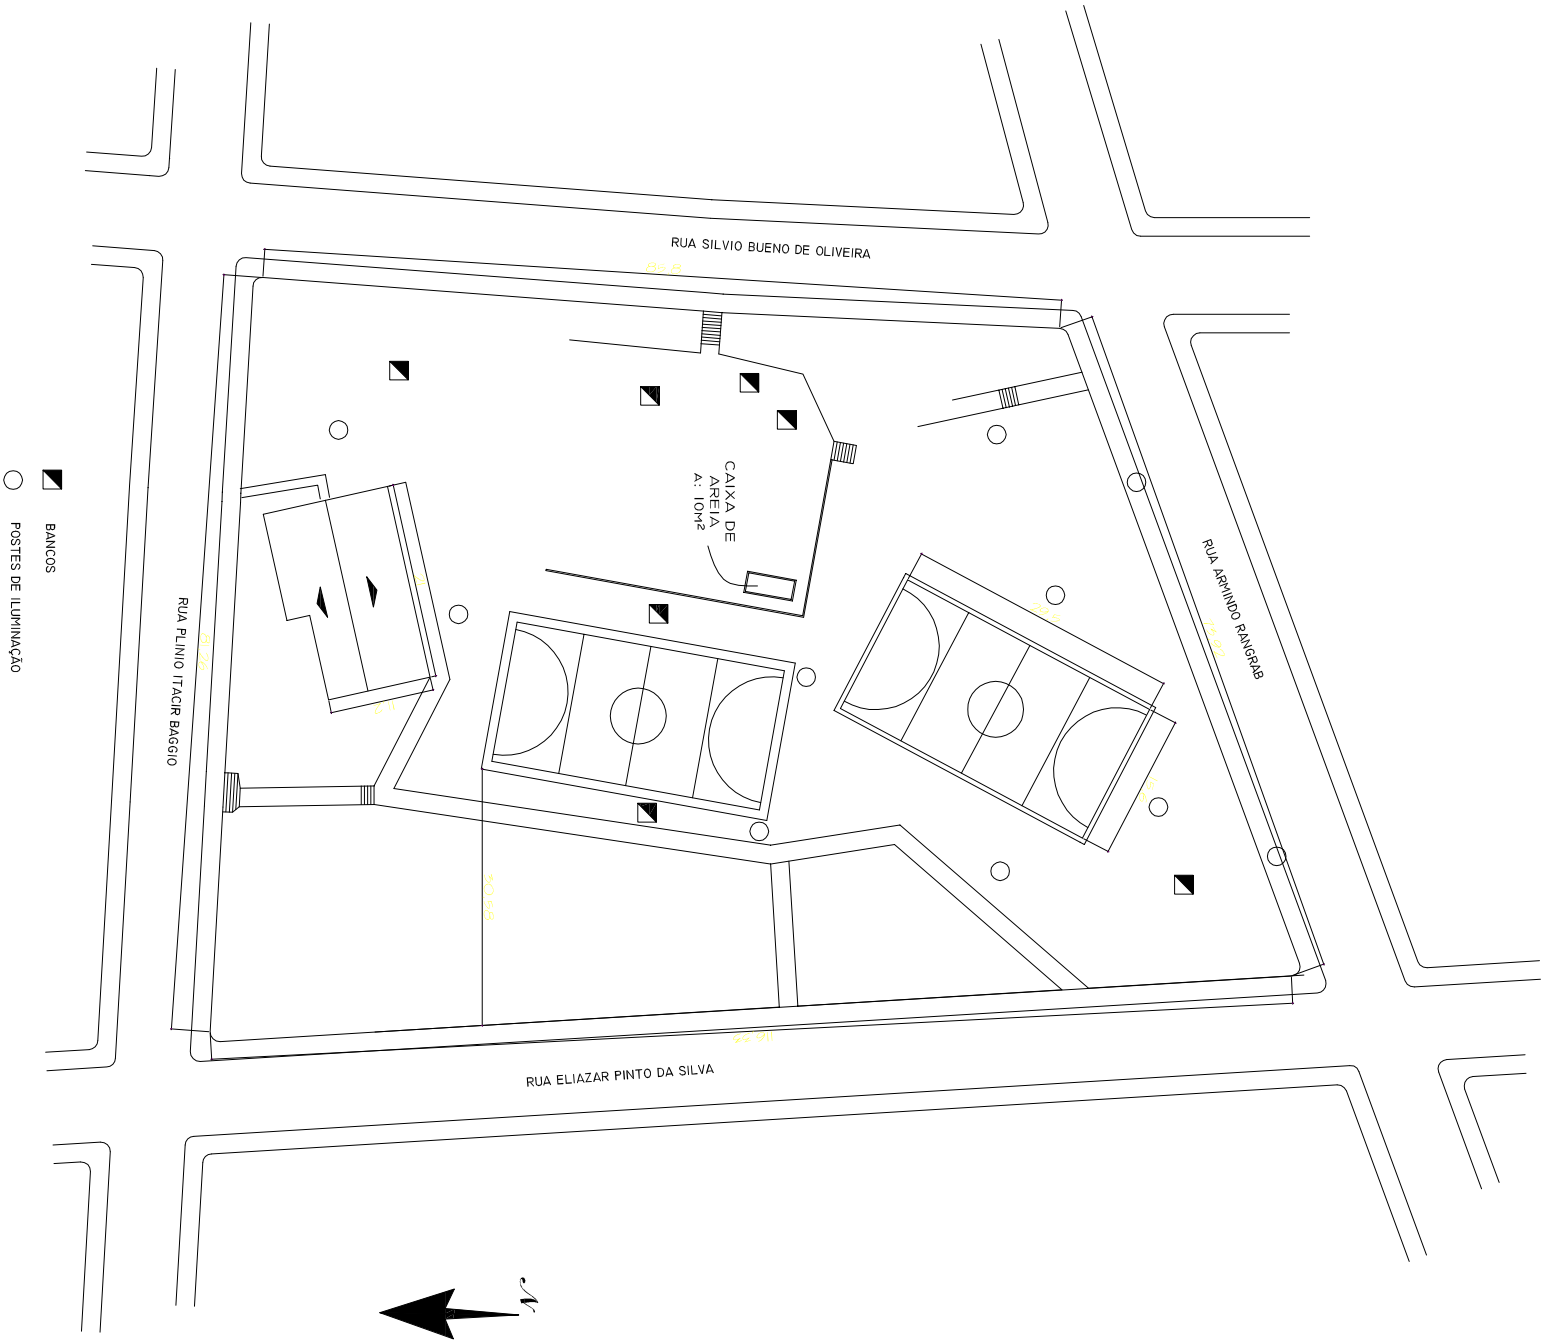 RUA SILVIO BUENO DE OLIVEIRA
CAIXA DE
AREIA
A: 10M²
RUA ARMINDO RANGRAB
BANCOS
POSTES DE ILUMINAÇÃO
RUA PLINIO ITACIR BAGGIO
RUA ELIAZAR PINTO DA SILVA
N